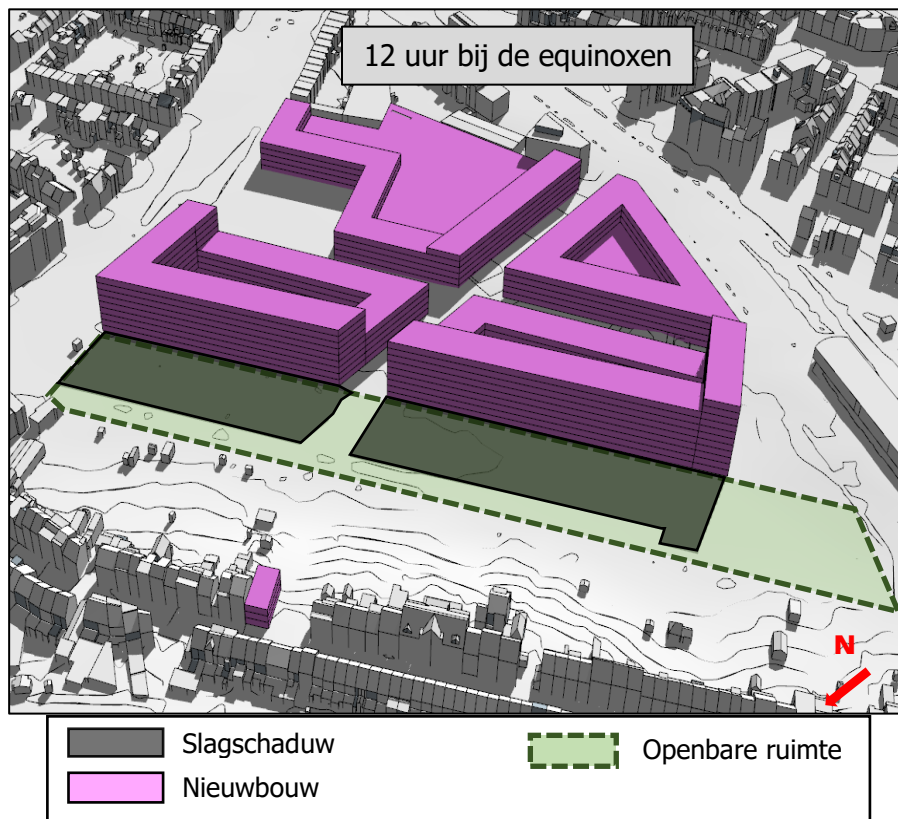 12 uur bij de equinoxen
N
Slagschaduw
Openbare ruimte
Nieuwbouw